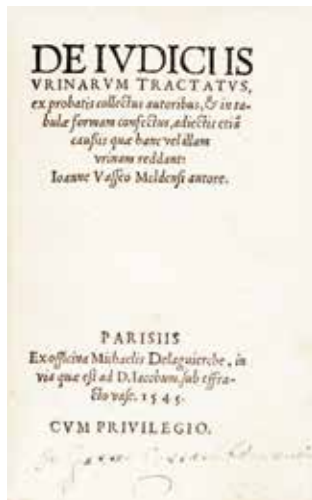 DE IVDICIIS
VRINARVM TRACTATVS,
ex probatis collectus autoribus, & in ta-
bulæ formam confectus, adiectis etiã
causis quæ hanc vel illam
vrinam reddant:
Ioanne Vasseo Meldensi autore.
PARISIIS
Ex officina Michaelis Delaguierche, in
via quæ est ad D. Iacobum, sub effra-
cto vase. 1545.
CVM PRIVILEGIO.